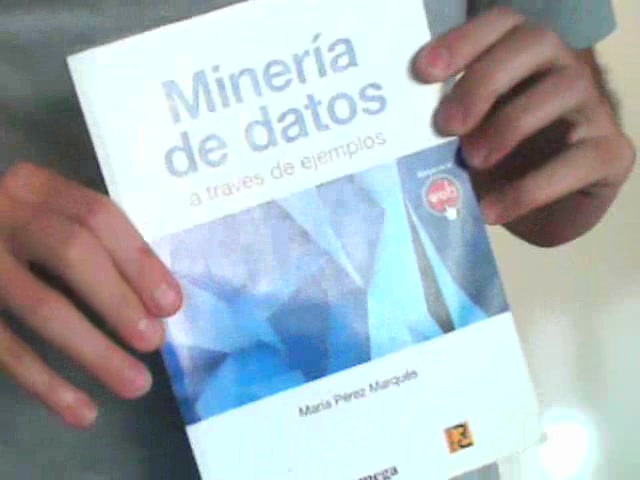 Minería
de datos
a través de ejemplos
web
María Pérez Marqués